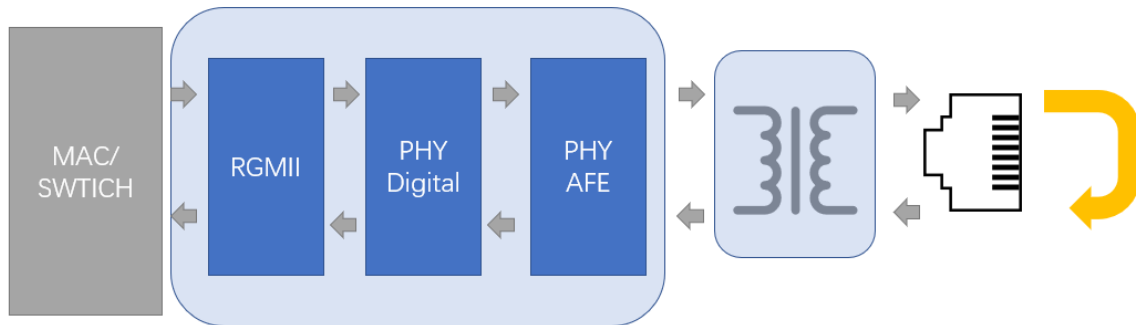 MAC/
SWTICH
RGMII
PHY
Digital
PHY
AFE